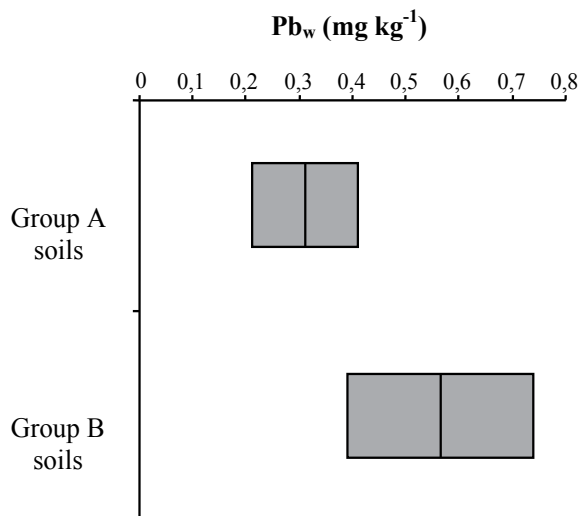 Pbw (mg kg-1)
0 0,1 0,2 0,3 0,4 0,5 0,6 0,7 0,8
Group A
soils
Group B
soils